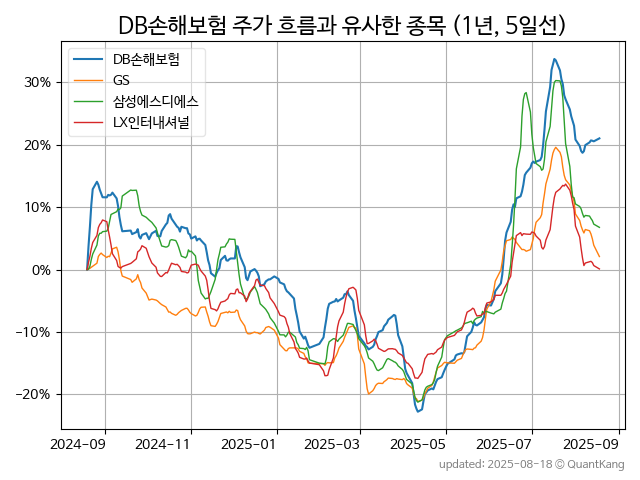 DB손해보험 주가 흐름과 유사한 종목 (1년, 5일선)
DB손해보험
GS
삼성에스디에스
LX인터내셔널
30%
20%
10%
0%
−10%
−20%
2024-09
2024-11
2025-01
2025-03
2025-05
2025-07
2025-09
updated: 2025-08-18 © QuantKang